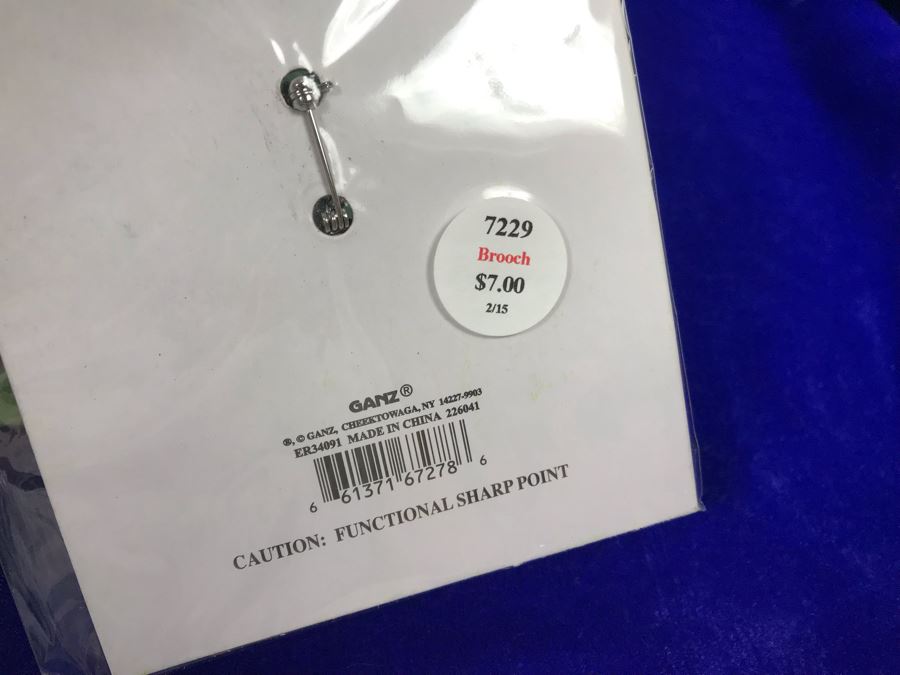 7229
Brooch
$7.00
2/15
GANZ®
®, © GANZ, CHEEKTOWAGA, NY 14227-9903
ER34091 MADE IN CHINA 226041
6 61371 67278 6
CAUTION: FUNCTIONAL SHARP POINT